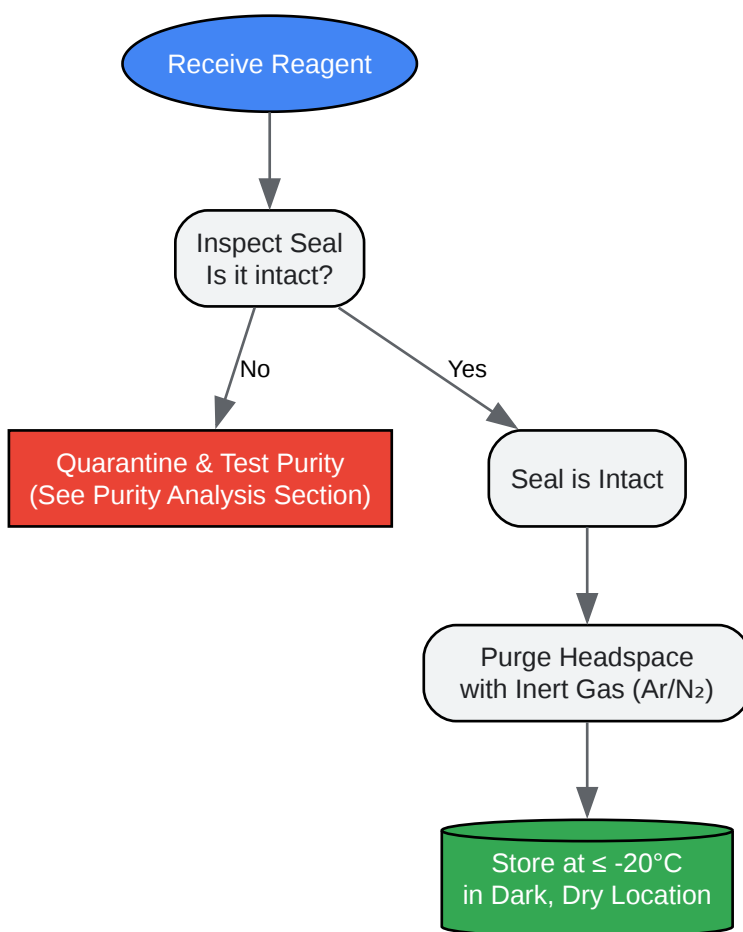 Receive Reagent
Inspect Seal
Is it intact?
No
Yes
Quarantine & Test Purity
(See Purity Analysis Section)
Seal is Intact
Purge Headspace
with Inert Gas (Ar/N₂)
Store at ≤ -20°C
in Dark, Dry Location